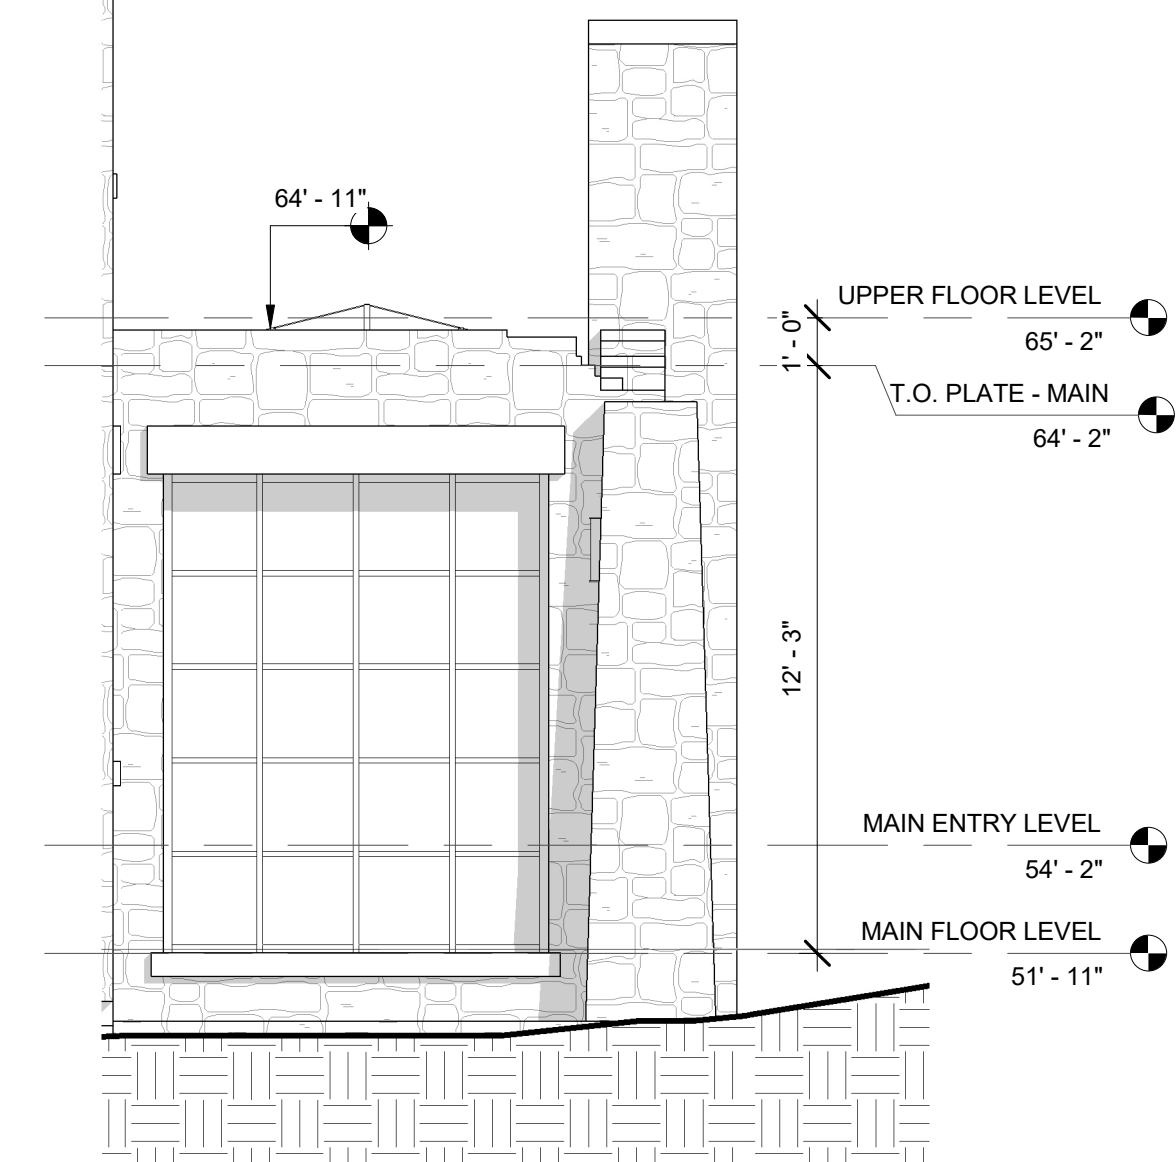 64' - 11"
UPPER FLOOR LEVEL
65' - 2"
1' - 0"
T.O. PLATE - MAIN
64' - 2"
12' - 3"
MAIN ENTRY LEVEL
54' - 2"
MAIN FLOOR LEVEL
51' - 11"